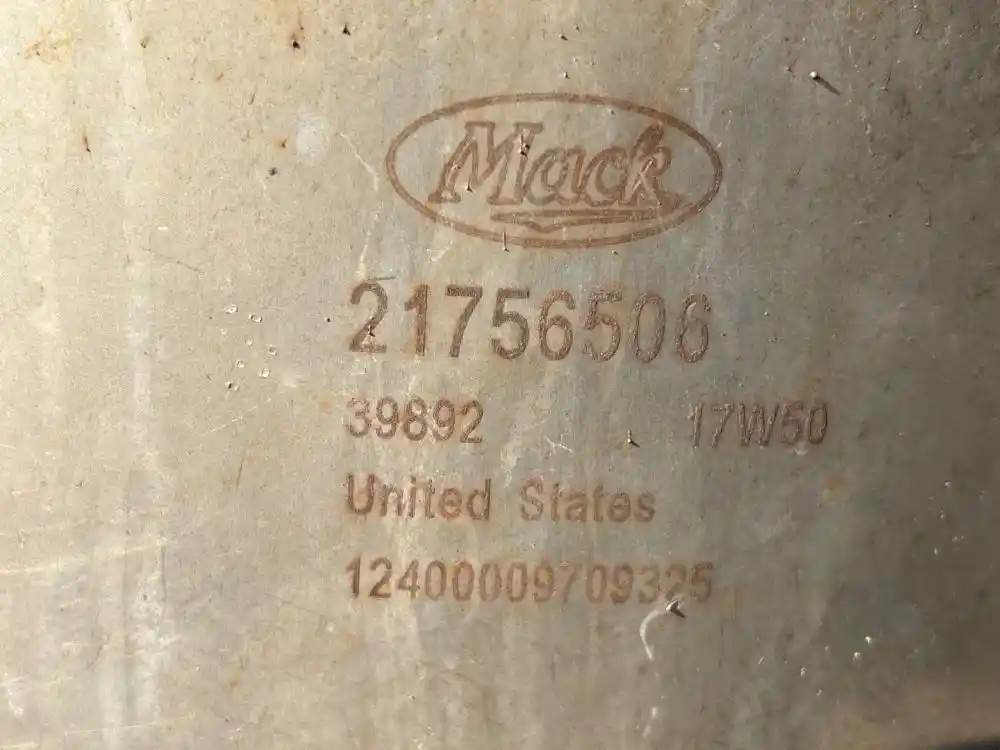 Mack
21756506
39892 17W50
United States
12400009709325